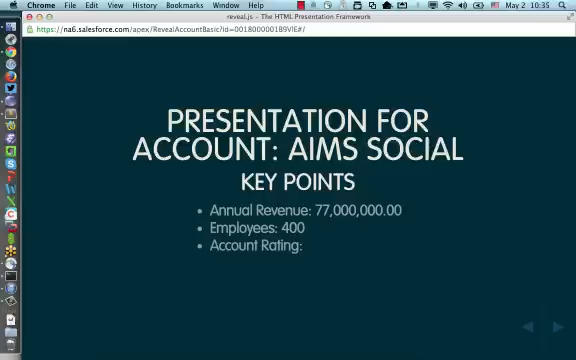 Chrome File Edit View History Bookmarks Window Help May 2 10:35
reveal.js - The HTML Presentation Framework
https://na6.salesforce.com/apex/RevealAccountBasic?id=0018000001B9VIE#/
PRESENTATION FOR
ACCOUNT: AIMS SOCIAL
KEY POINTS
• Annual Revenue: 77,000,000.00
• Employees: 400
• Account Rating: